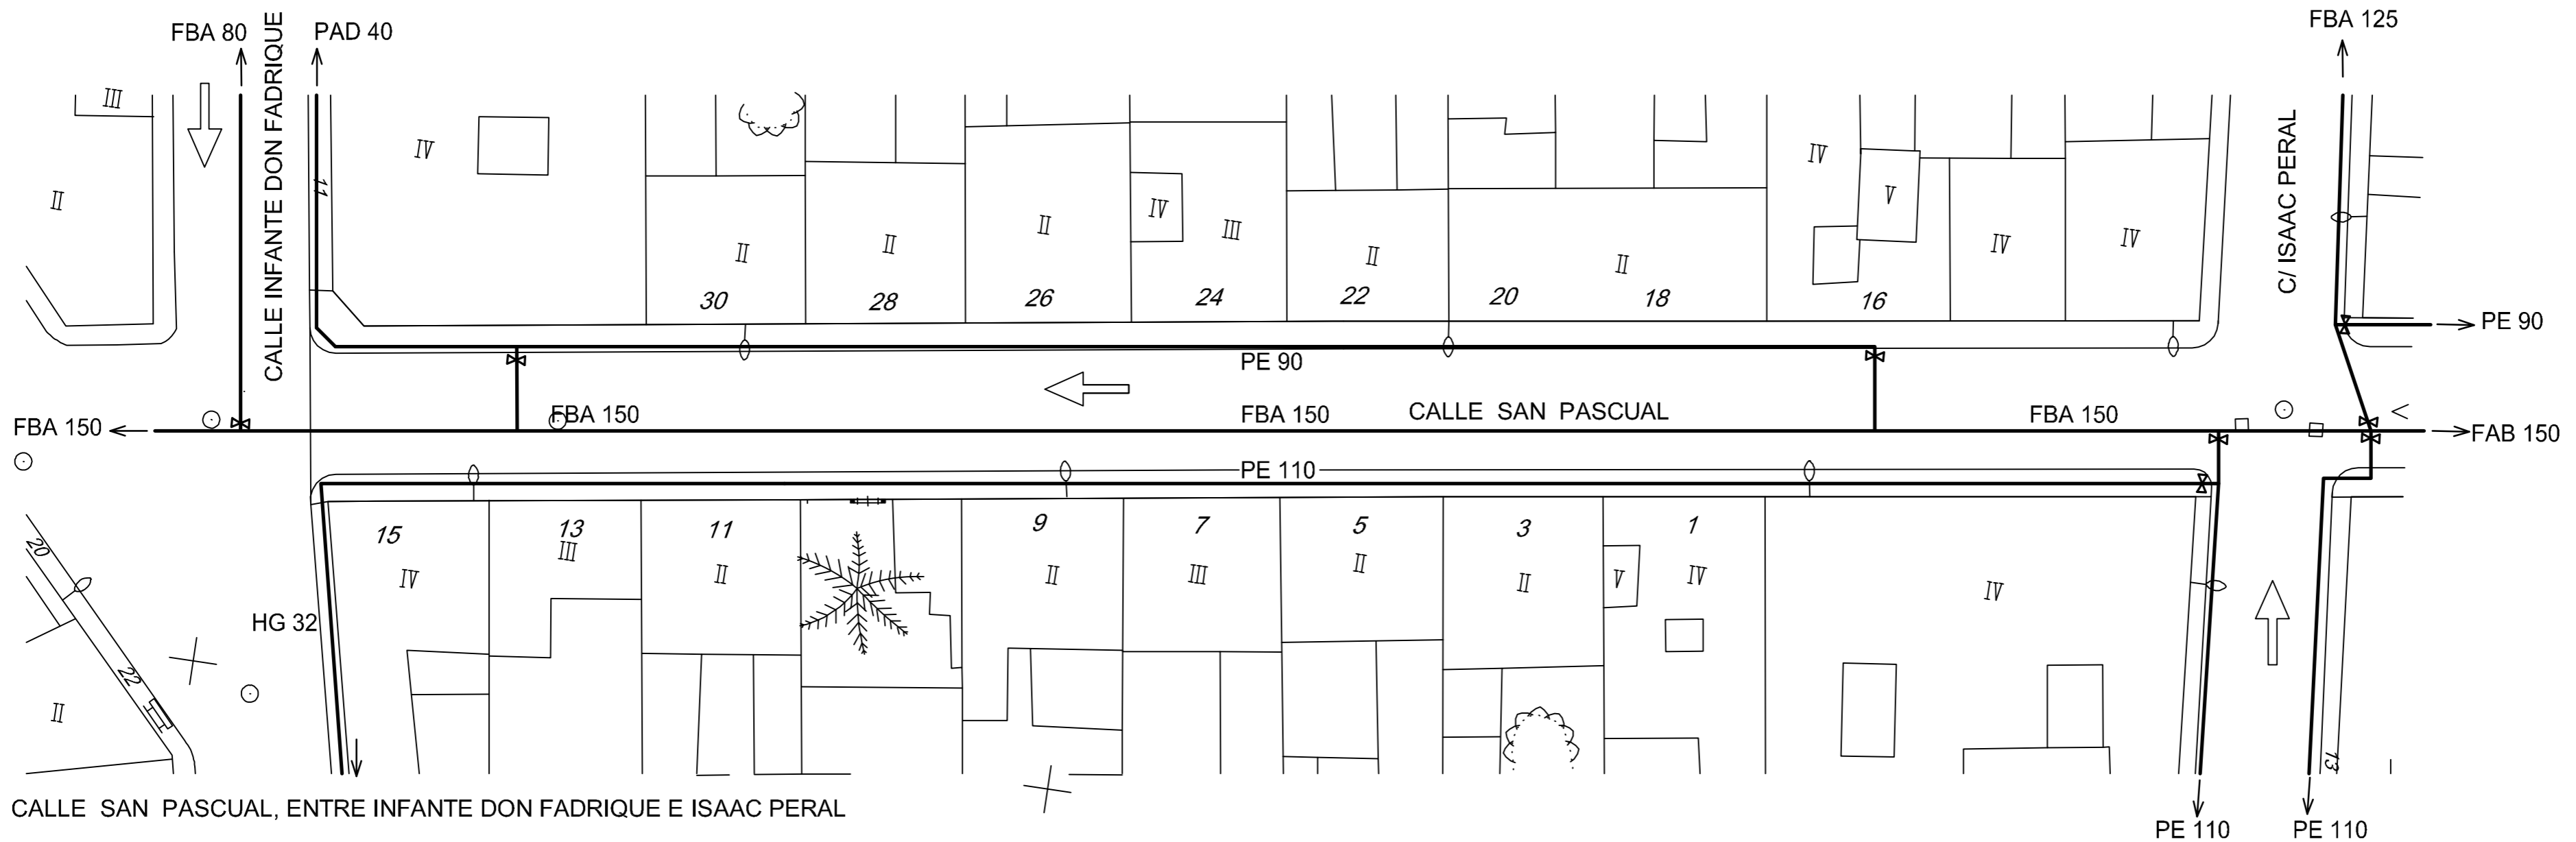 FBA 80
PAD 40
FBA 125
CALLE INFANTE DON FADRIQUE
C/ ISAAC PERAL
III
IV
IV
11
II
V
II
II
II
IV
III
II
II
IV
IV
30
28
26
24
22
20
18
16
PE 90
PE 90
FBA 150
FBA 150
FBA 150
CALLE SAN PASCUAL
FBA 150
FAB 150
PE 110
15
13
11
9
7
5
3
1
III
IV
II
II
III
II
II
V
IV
IV
20
HG 32
22
II
13
CALLE SAN PASCUAL, ENTRE INFANTE DON FADRIQUE E ISAAC PERAL
PE 110
PE 110